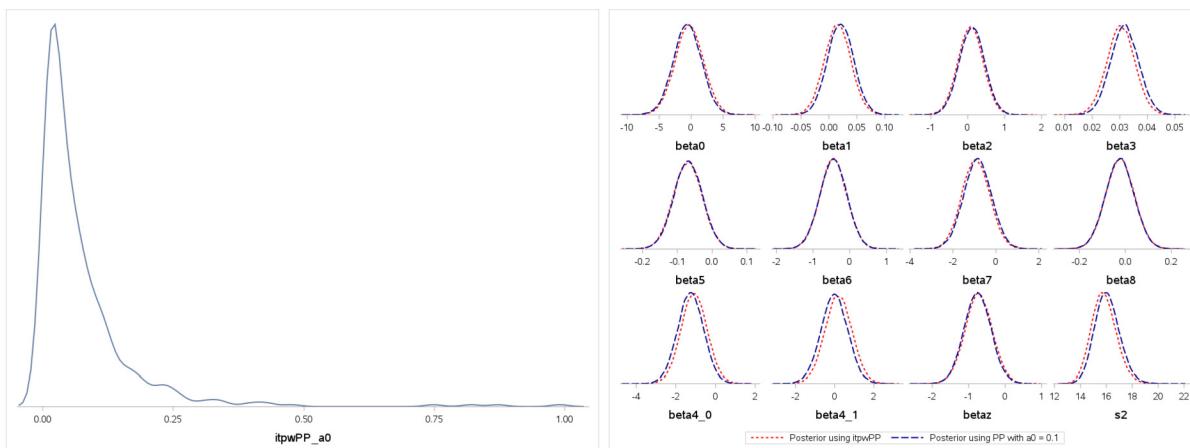 0.00 0.25 0.50 0.75 1.00
itpwPP_a0
-10 -5 0 5 10
beta0
-0.10 -0.05 0.00 0.05 0.10
beta1
-1 0 1 2
beta2
0.01 0.02 0.03 0.04 0.05
beta3
-0.2 -0.1 0.0 0.1
beta5
-2 -1 0 1
beta6
-4 -2 0 2
beta7
-0.2 0.0 0.2
beta8
-4 -2 0 2
beta4_0
-2 0 2
beta4_1
-2 -1 0 1
betaz
12 14 16 18 20 22
s2
Posterior using itpwPP Posterior using PP with a0 = 0.1